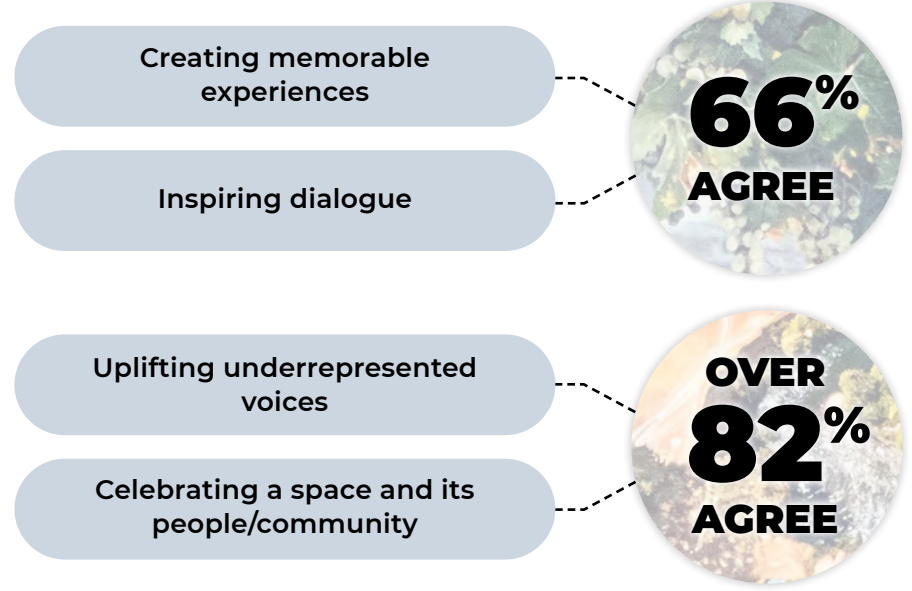 Creating memorable
experiences
66%
AGREE
Inspiring dialogue
Uplifting underrepresented
voices
OVER
82%
AGREE
Celebrating a space and its
people/community